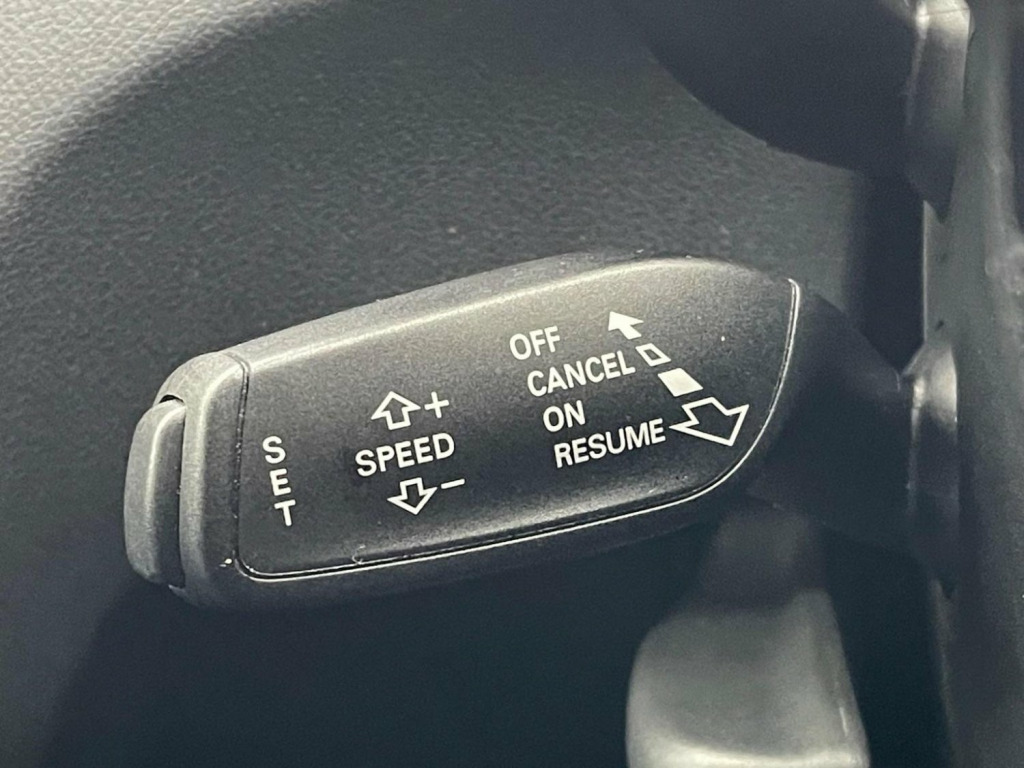 SET
+
SPEED
-
OFF
CANCEL
ON
RESUME